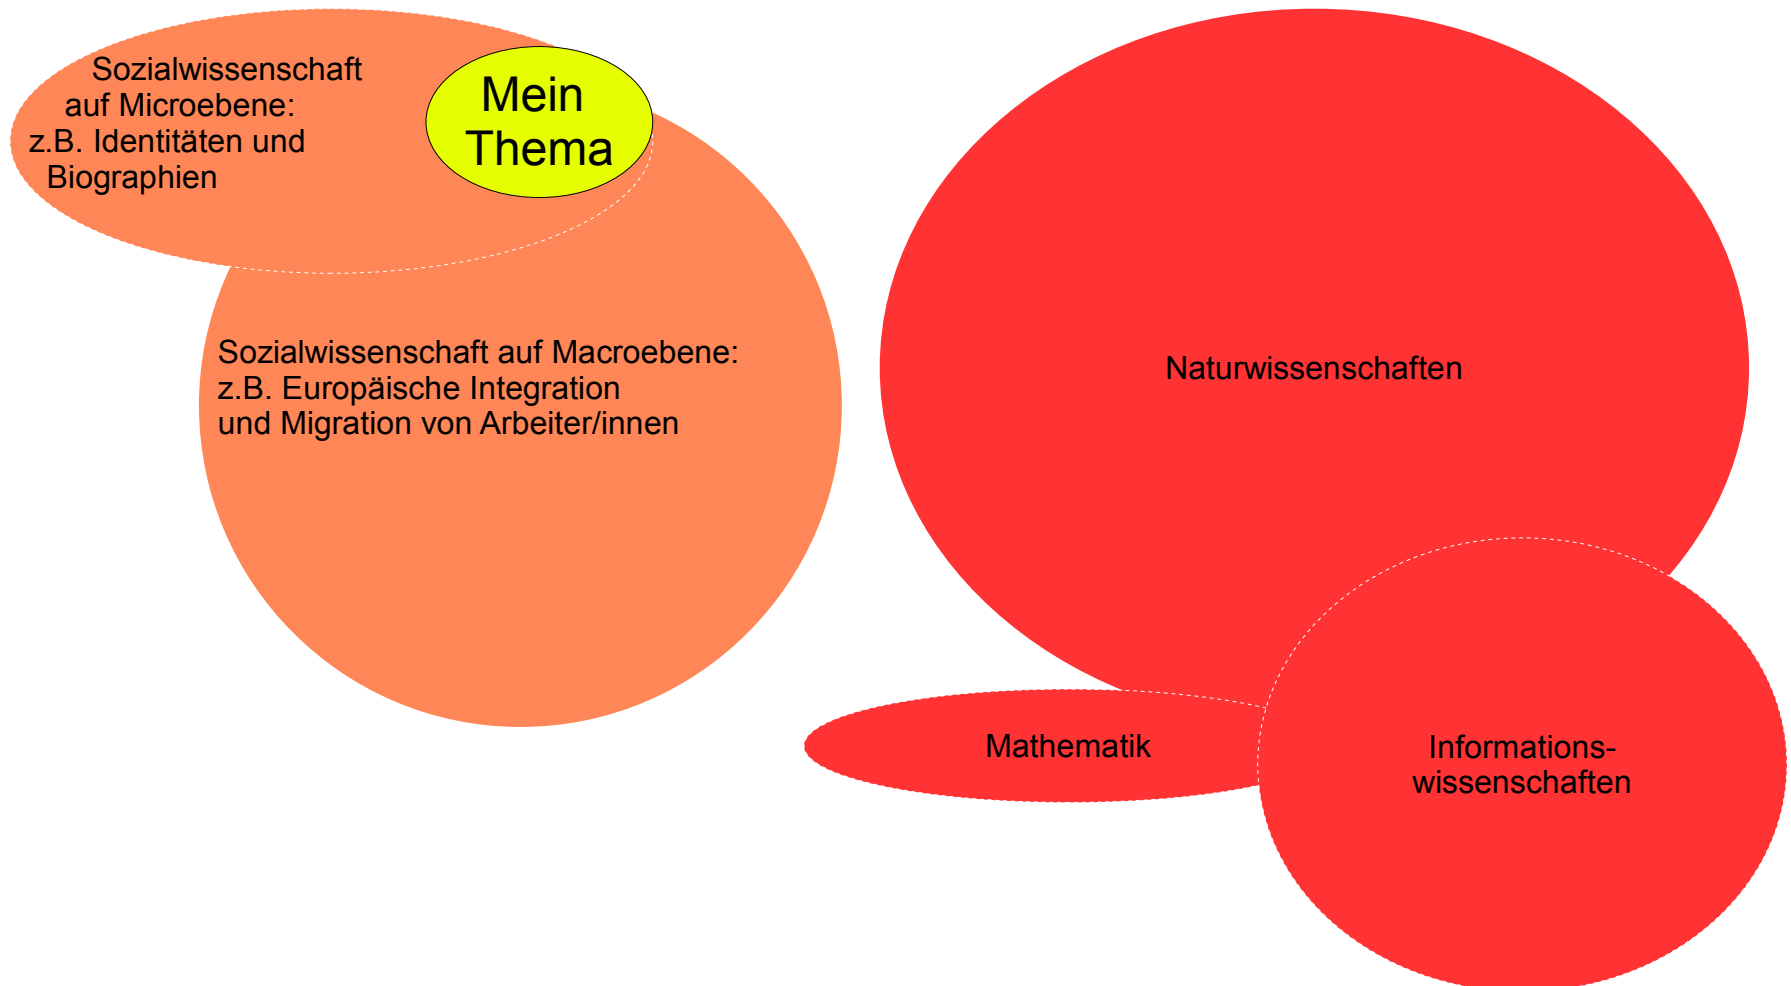 Sozialwissenschaft
auf Microebene:
z.B. Identitäten und
Biographien
Mein
Thema
Sozialwissenschaft auf Macroebene:
z.B. Europäische Integration
und Migration von Arbeiter/innen
Naturwissenschaften
Mathematik
Informations-
wissenschaften